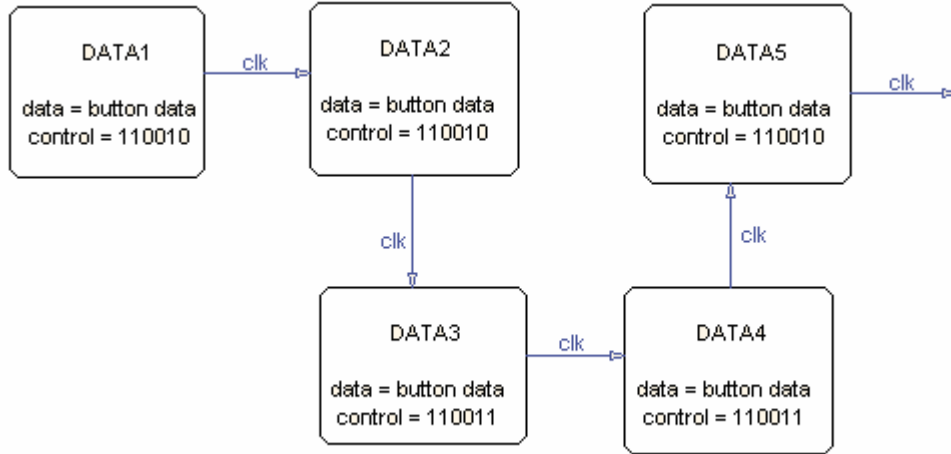 DATA1
data = button data
control = 110010
clk
DATA2
data = button data
control = 110010
clk
DATA3
data = button data
control = 110011
clk
DATA4
data = button data
control = 110011
clk
DATA5
data = button data
control = 110010
clk